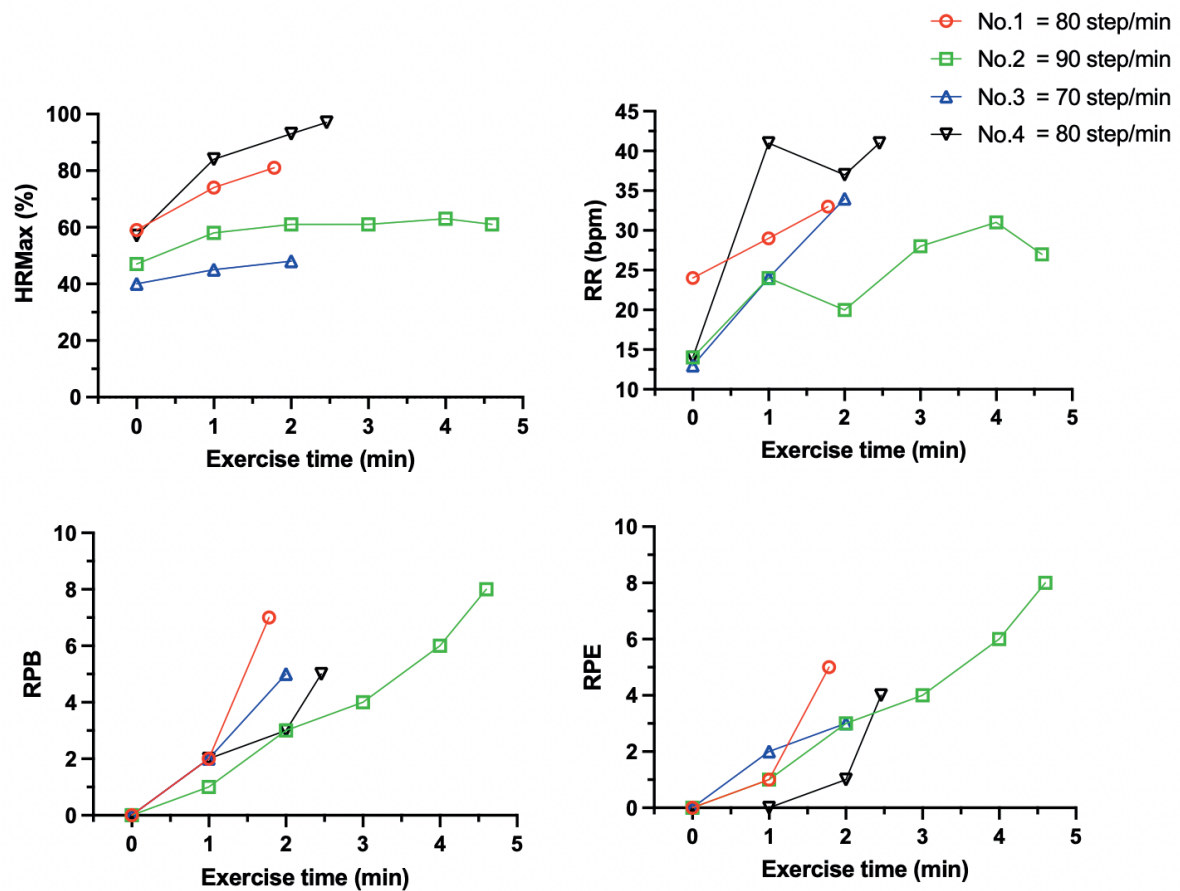 No.1 = 80 step/min
No.2 = 90 step/min
No.3 = 70 step/min
No.4 = 80 step/min
HRMax (%)
100
80
60
40
20
0
0 1 2 3 4 5
Exercise time (min)
RR (bpm)
45
40
35
30
25
20
15
10
0 1 2 3 4 5
Exercise time (min)
RPB
10
8
6
4
2
0
0 1 2 3 4 5
Exercise time (min)
RPE
10
8
6
4
2
0
0 1 2 3 4 5
Exercise time (min)